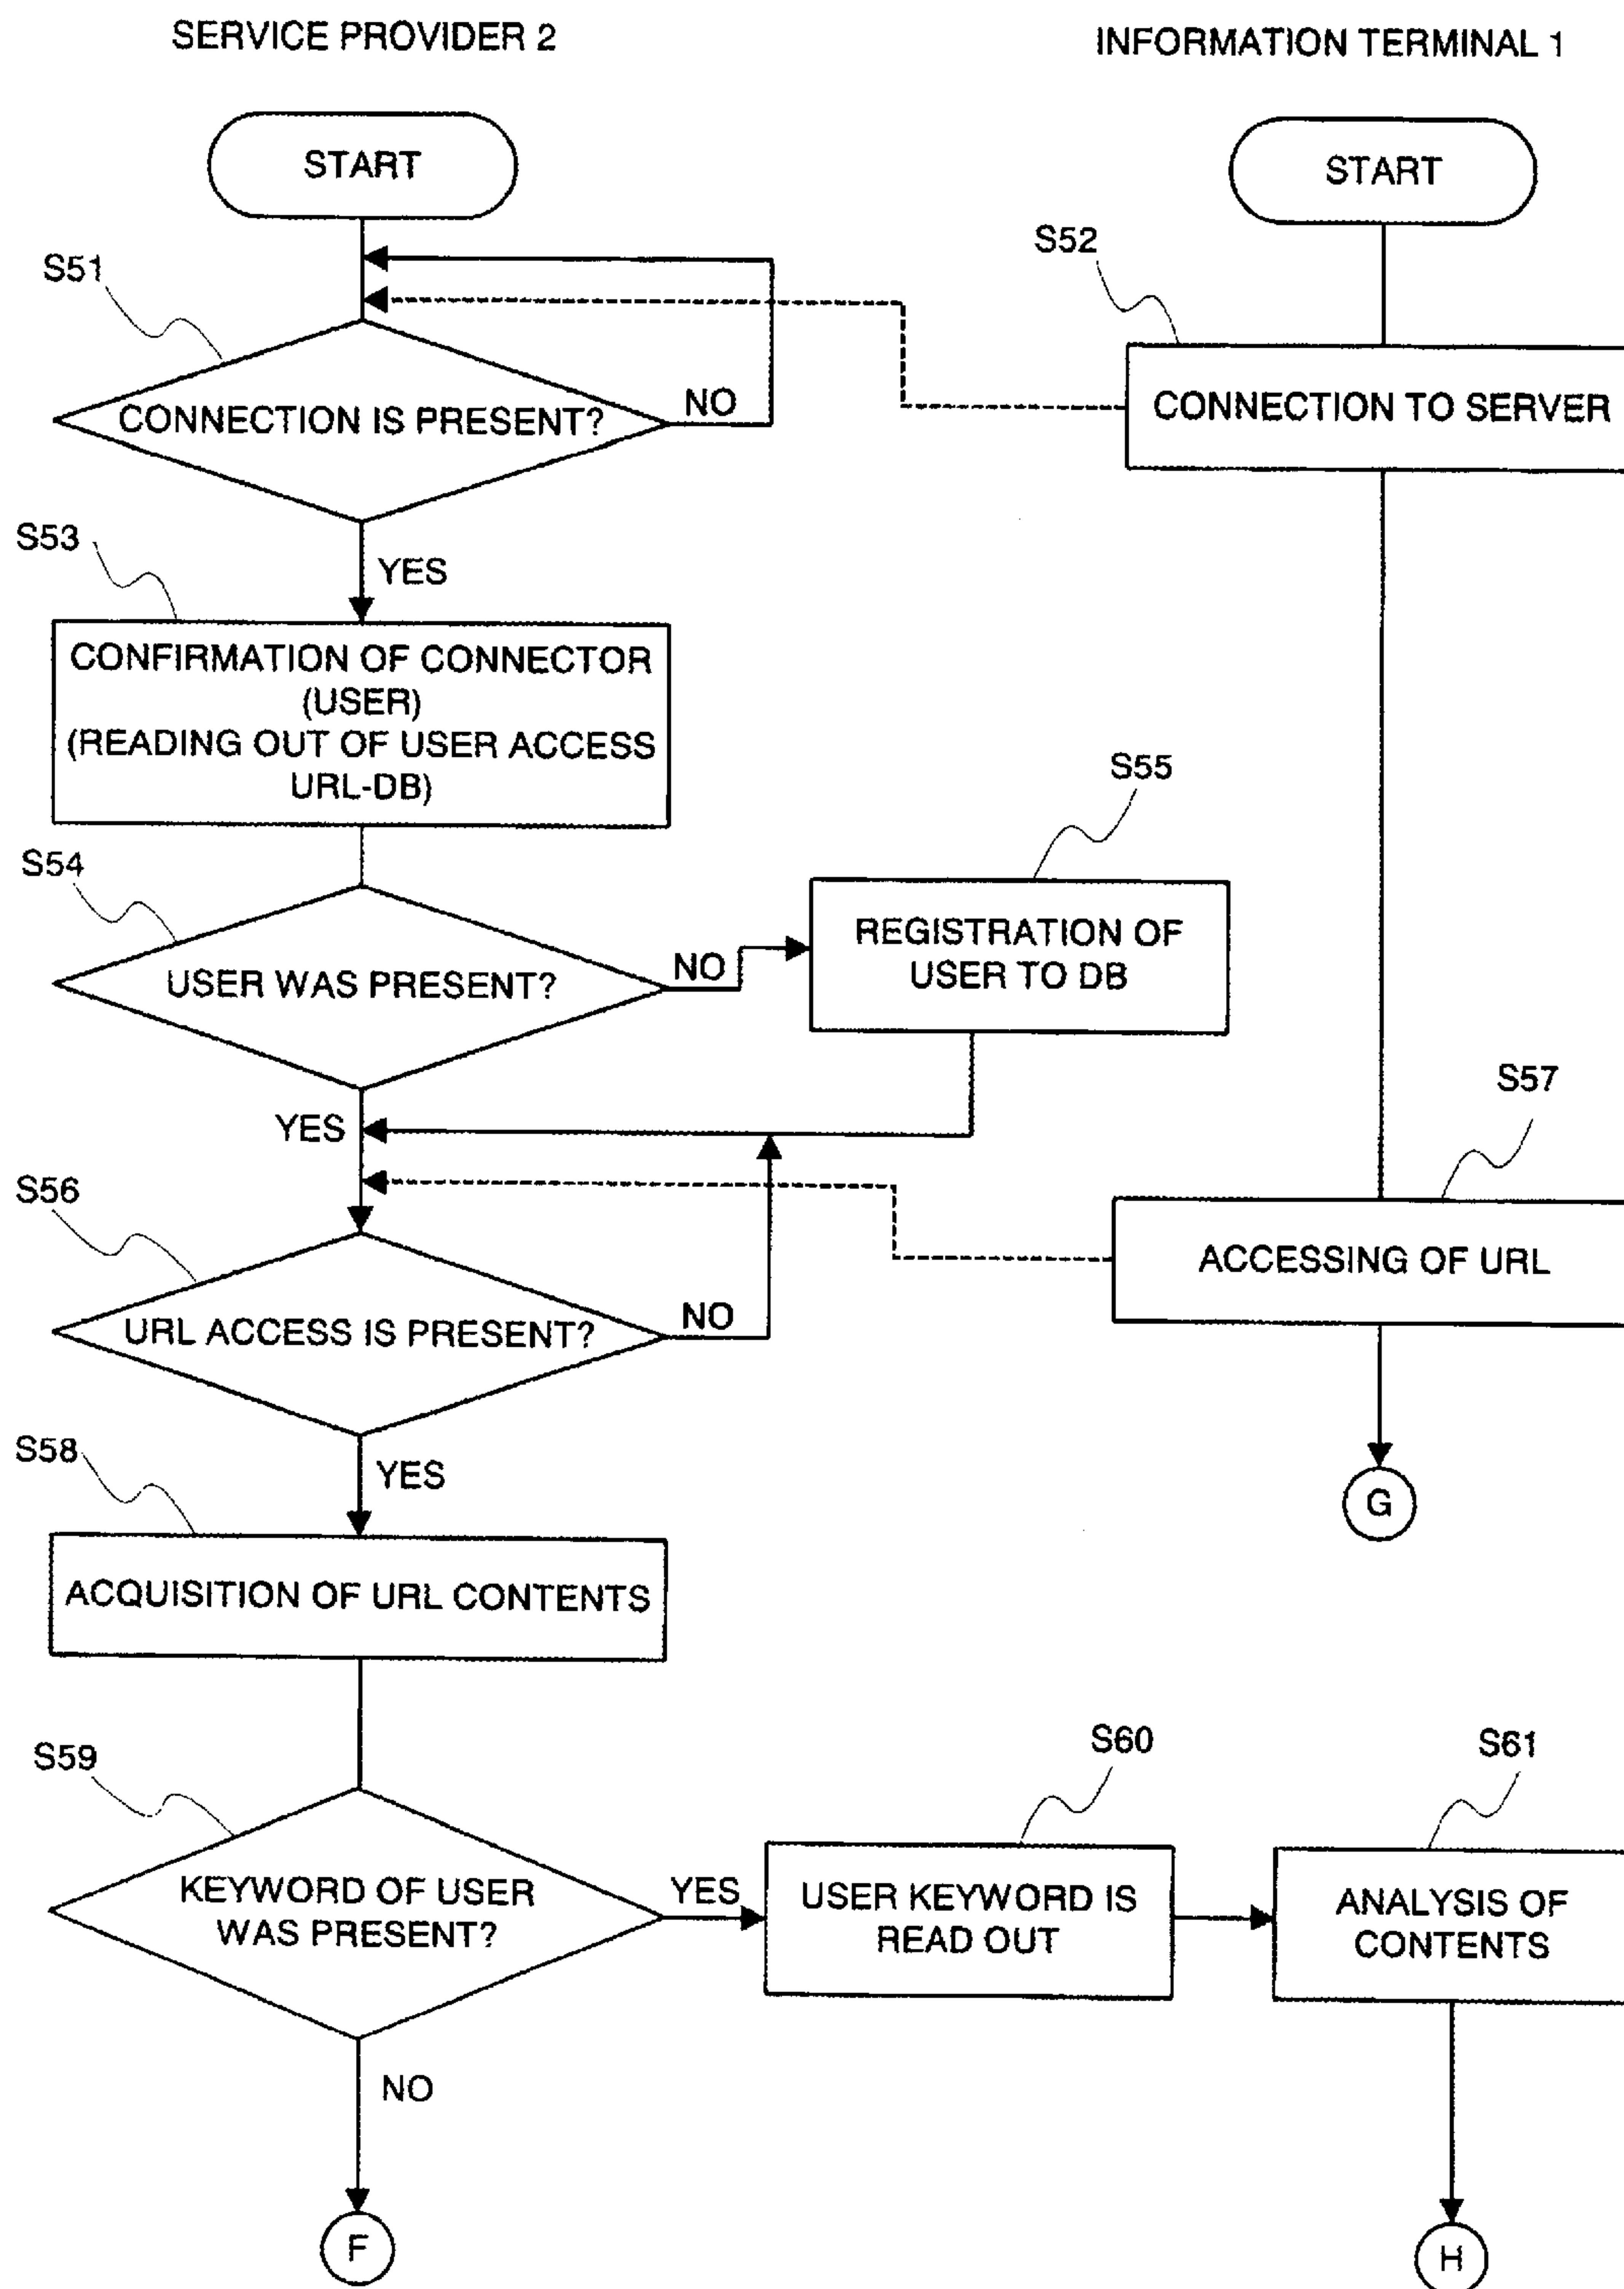 SERVICE PROVIDER 2
INFORMATION TERMINAL 1
START
START
S52
S51
CONNECTION IS PRESENT?
NO
CONNECTION TO SERVER
S53
YES
CONFIRMATION OF CONNECTOR
(USER)
(READING OUT OF USER ACCESS
URL-DB)
S55
S54
REGISTRATION OF
USER TO DB
USER WAS PRESENT?
NO
S57
YES
S56
ACCESSING OF URL
URL ACCESS IS PRESENT?
NO
S58
YES
G
ACQUISITION OF URL CONTENTS
S59
S60
S61
KEYWORD OF USER
WAS PRESENT?
YES
USER KEYWORD IS
READ OUT
ANALYSIS OF
CONTENTS
NO
F
H